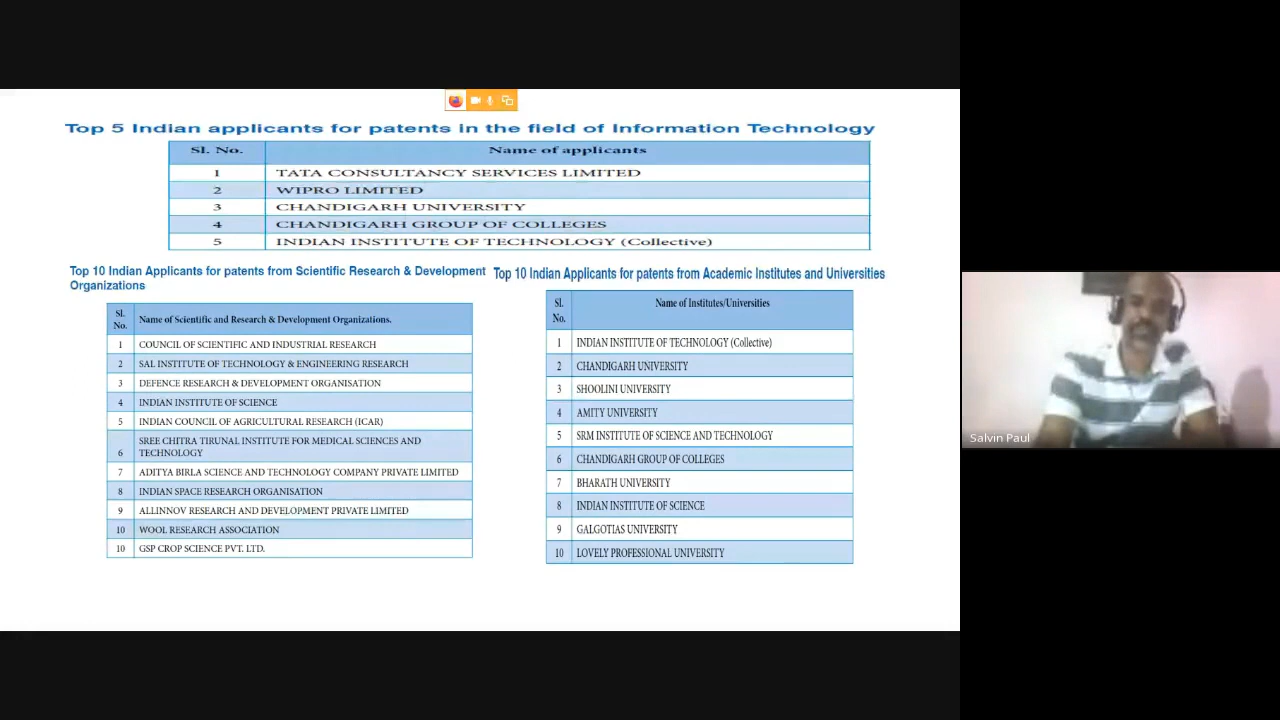 Top 5 Indian applicants for patents in the field of Information Technology
Sl. No. Name of applicants
1 TATA CONSULTANCY SERVICES LIMITED
2 WIPRO LIMITED
3 CHANDIGARH UNIVERSITY
4 CHANDIGARH GROUP OF COLLEGES
5 INDIAN INSTITUTE OF TECHNOLOGY (Collective)
Top 10 Indian Applicants for patents from Scientific Research & Development
Organizations
Sl.
No. Name of Scientific and Research & Development Organizations.
1 COUNCIL OF SCIENTIFIC AND INDUSTRIAL RESEARCH
2 SAL INSTITUTE OF TECHNOLOGY & ENGINEERING RESEARCH
3 DEFENCE RESEARCH & DEVELOPMENT ORGANISATION
4 INDIAN INSTITUTE OF SCIENCE
5 INDIAN COUNCIL OF AGRICULTURAL RESEARCH (ICAR)
SREE CHITRA TIRUNAL INSTITUTE FOR MEDICAL SCIENCES AND
6 TECHNOLOGY
7 ADITYA BIRLA SCIENCE AND TECHNOLOGY COMPANY PRIVATE LIMITED
8 INDIAN SPACE RESEARCH ORGANISATION
9 ALLINNOV RESEARCH AND DEVELOPMENT PRIVATE LIMITED
10 WOOL RESEARCH ASSOCIATION
10 GSP CROP SCIENCE PVT. LTD.
Top 10 Indian Applicants for patents from Academic Institutes and Universities
Sl. Name of Institutes/Universities
No.
1 INDIAN INSTITUTE OF TECHNOLOGY (Collective)
2 CHANDIGARH UNIVERSITY
3 SHOOLINI UNIVERSITY
4 AMITY UNIVERSITY
5 SRM INSTITUTE OF SCIENCE AND TECHNOLOGY
6 CHANDIGARH GROUP OF COLLEGES
7 BHARATH UNIVERSITY
8 INDIAN INSTITUTE OF SCIENCE
9 GALGOTIAS UNIVERSITY
10 LOVELY PROFESSIONAL UNIVERSITY
Salvin Paul